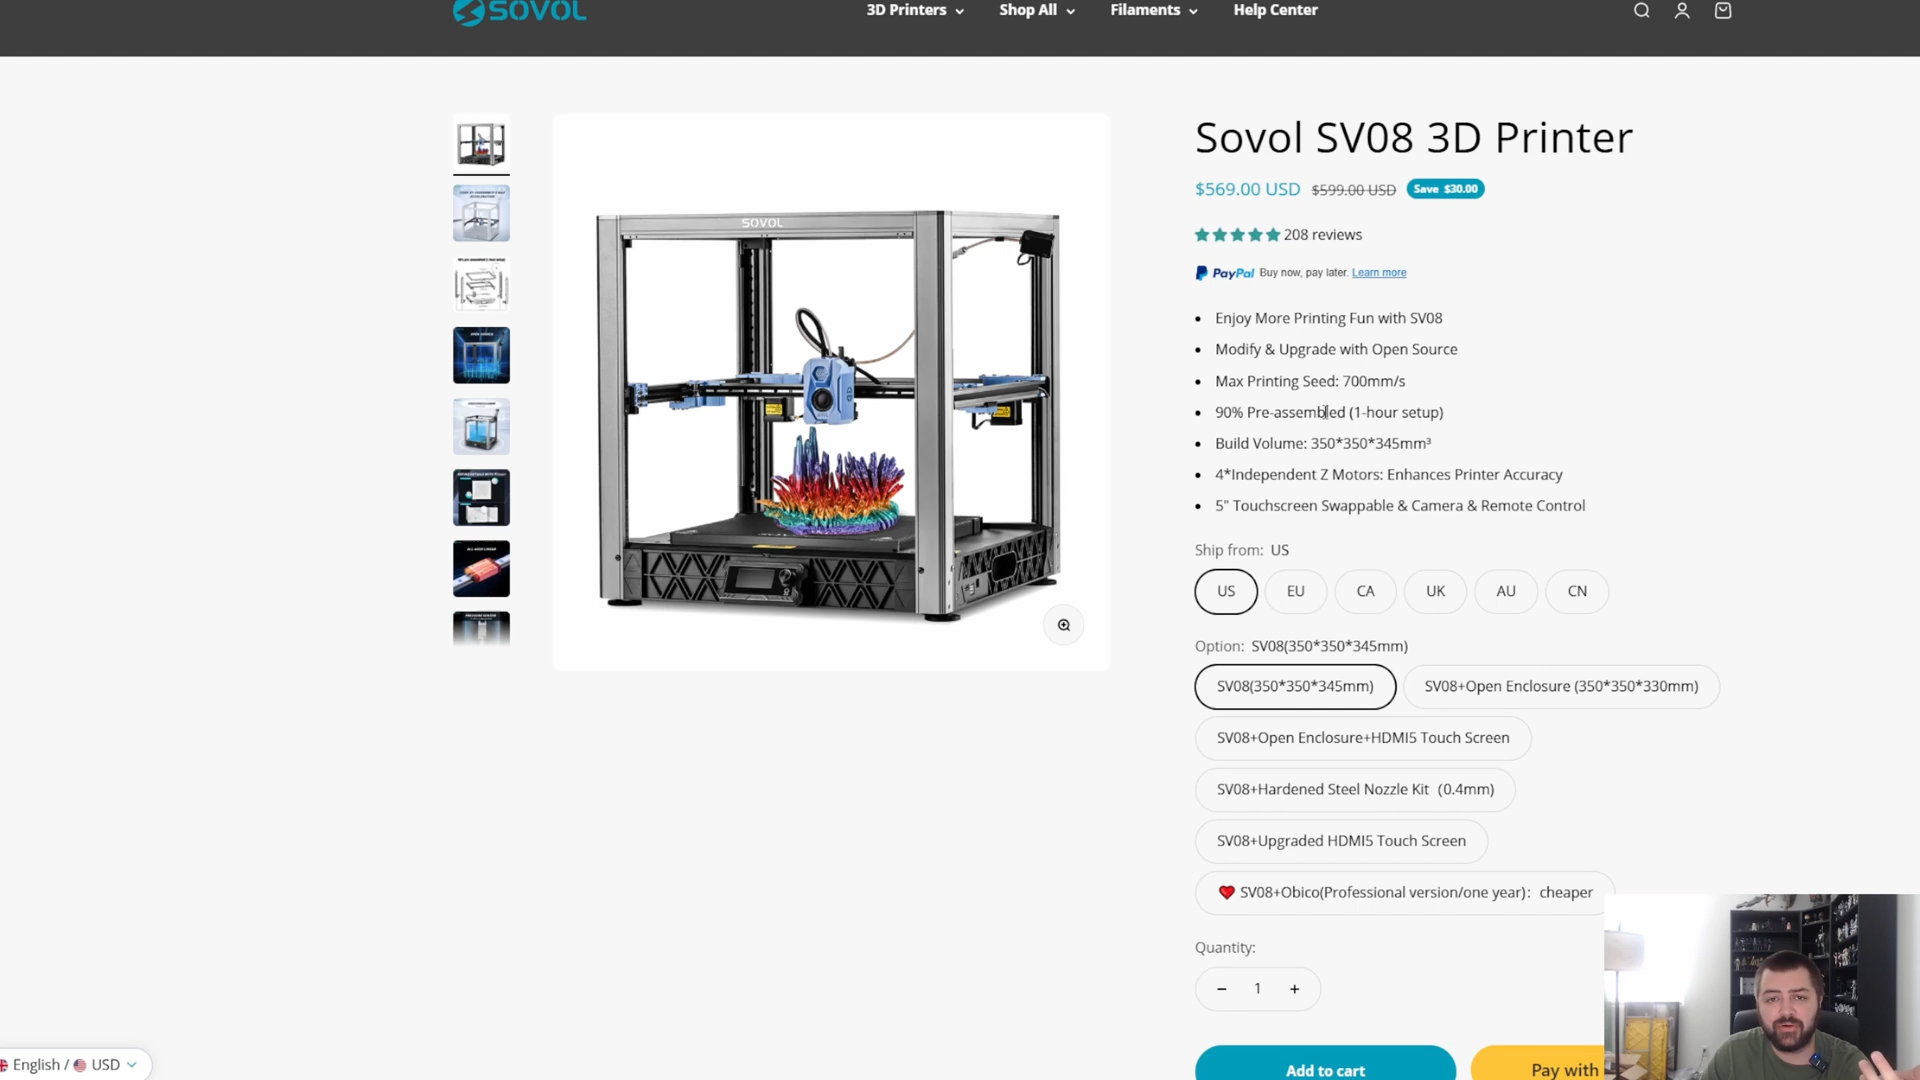 SOVOL
3D Printers
Shop All
Filaments
Help Center
SOVOL
Sovol SV08 3D Printer
$569.00 USD $599.00 USD Save $30.00
208 reviews
PayPal Buy now, pay later. Learn more
• Enjoy More Printing Fun with SV08
• Modify & Upgrade with Open Source
• Max Printing Seed: 700mm/s
• 90% Pre-assembled (1-hour setup)
• Build Volume: 350*350*345mm³
• 4*Independent Z Motors: Enhances Printer Accuracy
• 5" Touchscreen Swappable & Camera & Remote Control
Ship from: US
US EU CA UK AU CN
Option: SV08(350*350*345mm)
SV08(350*350*345mm) SV08+Open Enclosure (350*350*330mm)
SV08+Open Enclosure+HDMI5 Touch Screen
SV08+Hardened Steel Nozzle Kit（0.4mm)
SV08+Upgraded HDMI5 Touch Screen
❤️ SV08+Obico(Professional version/one year)：cheaper
Quantity:
− 1 +
Add to cart
Pay with
English / USD